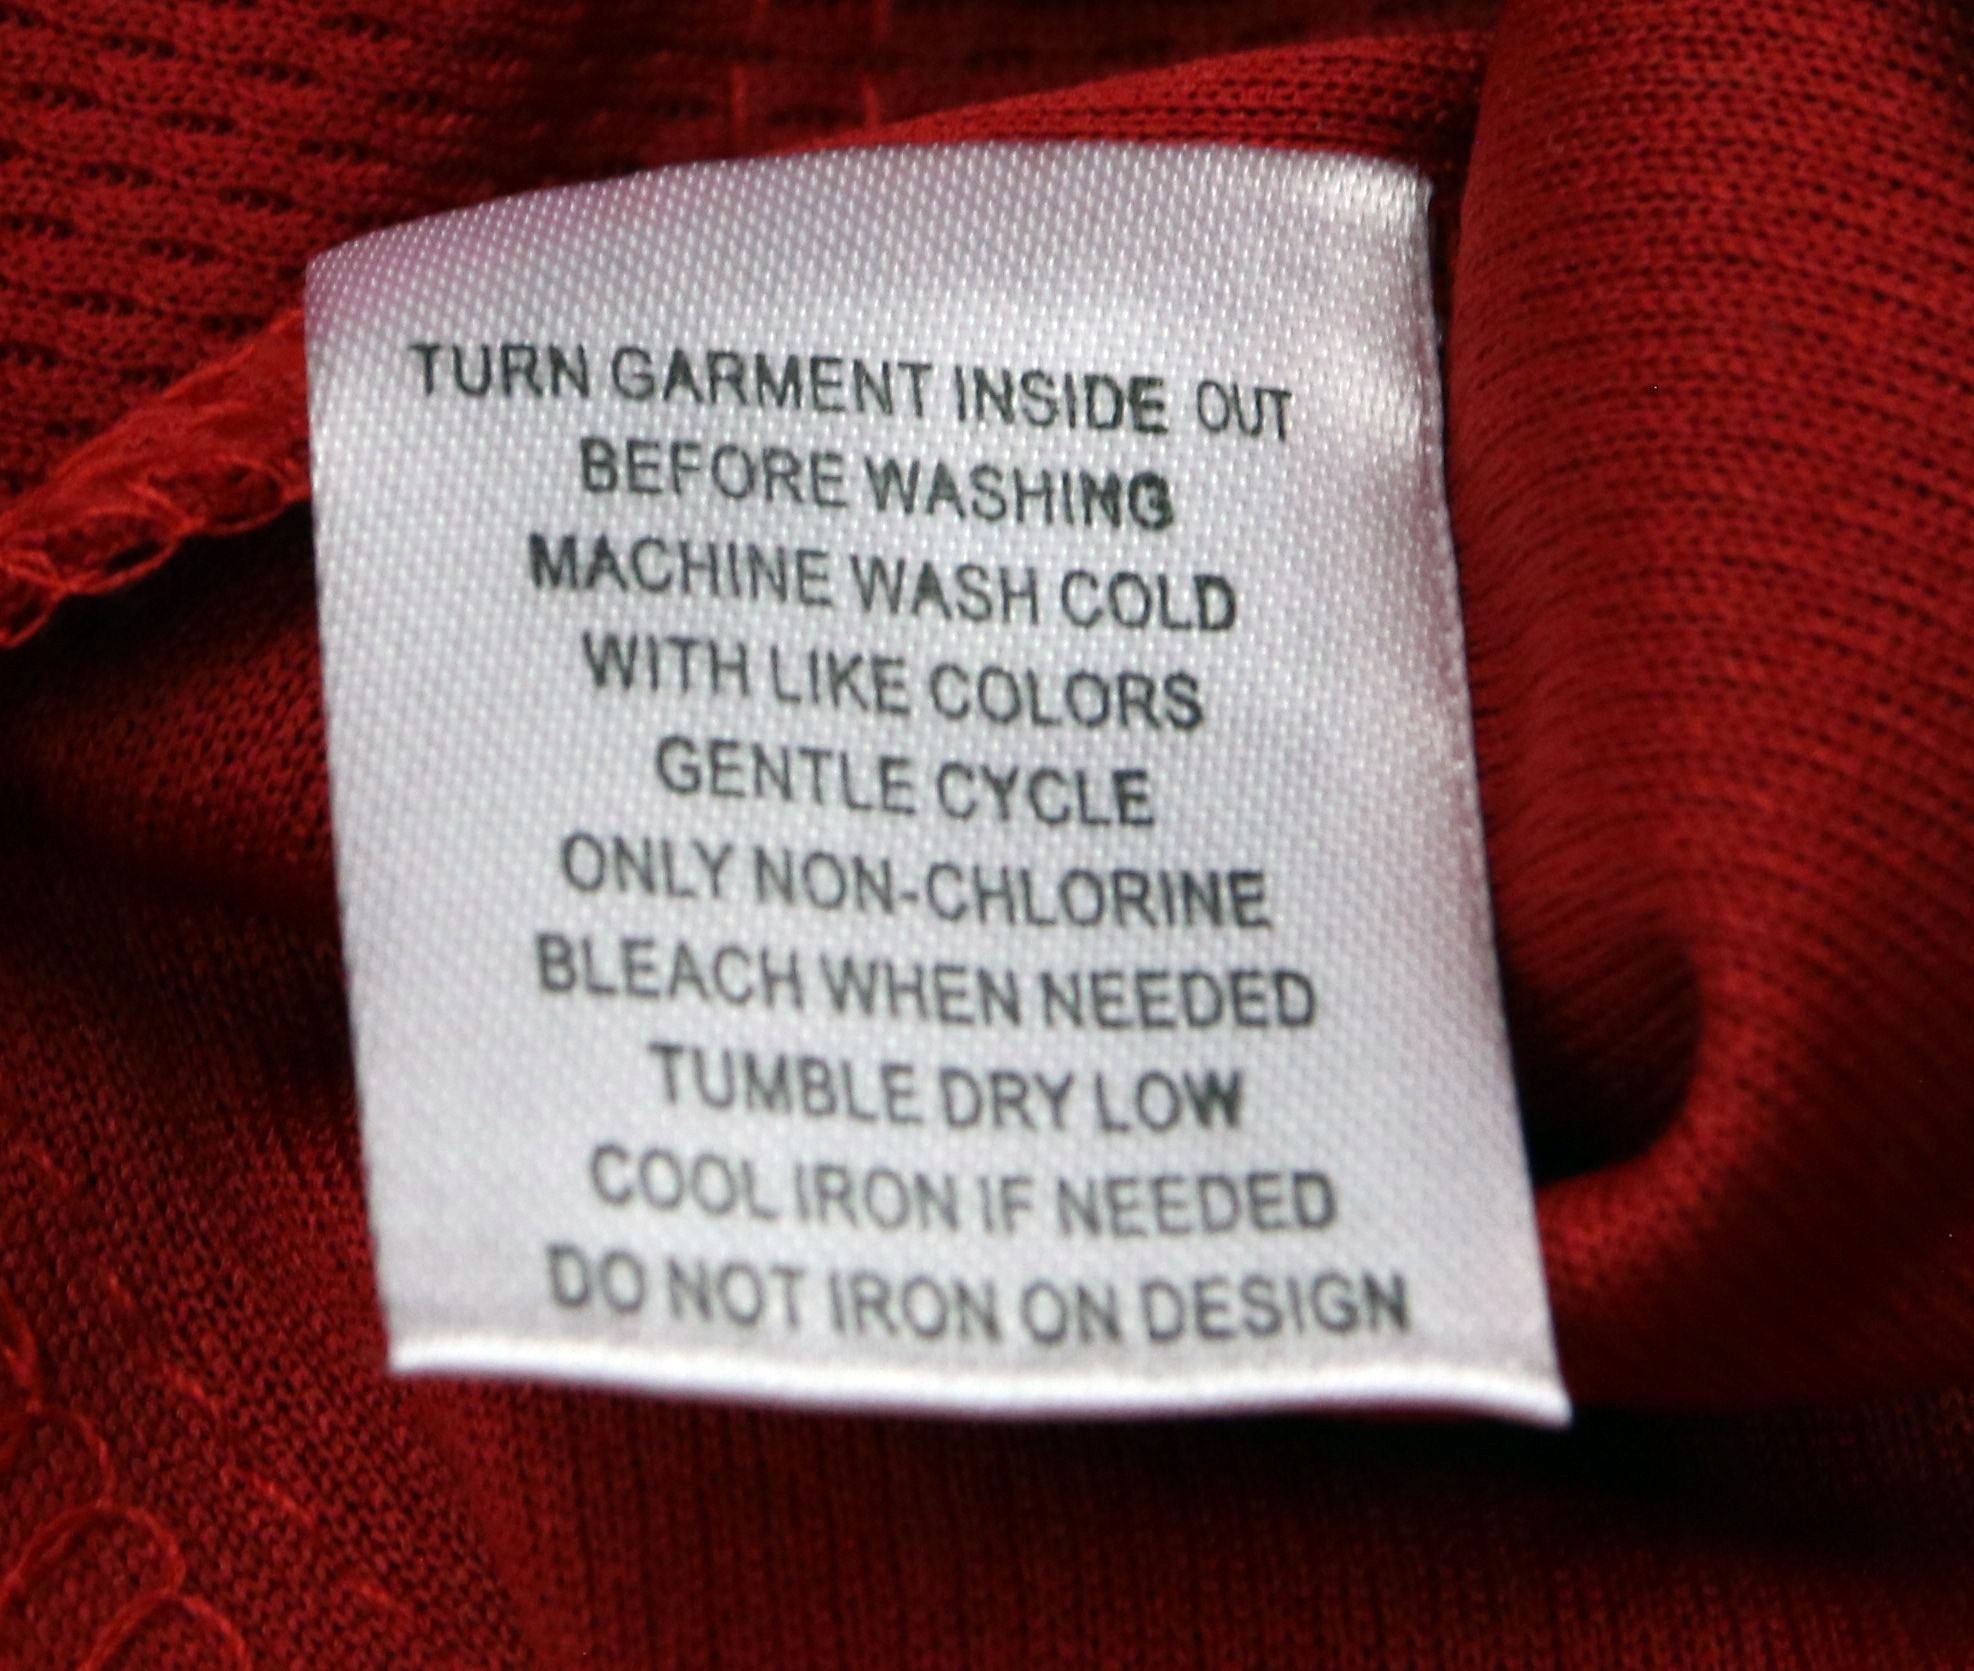 TURN GARMENT INSIDE OUT
BEFORE WASHING
MACHINE WASH COLD
WITH LIKE COLORS
GENTLE CYCLE
ONLY NON-CHLORINE
BLEACH WHEN NEEDED
TUMBLE DRY LOW
COOL IRON IF NEEDED
DO NOT IRON ON DESIGN